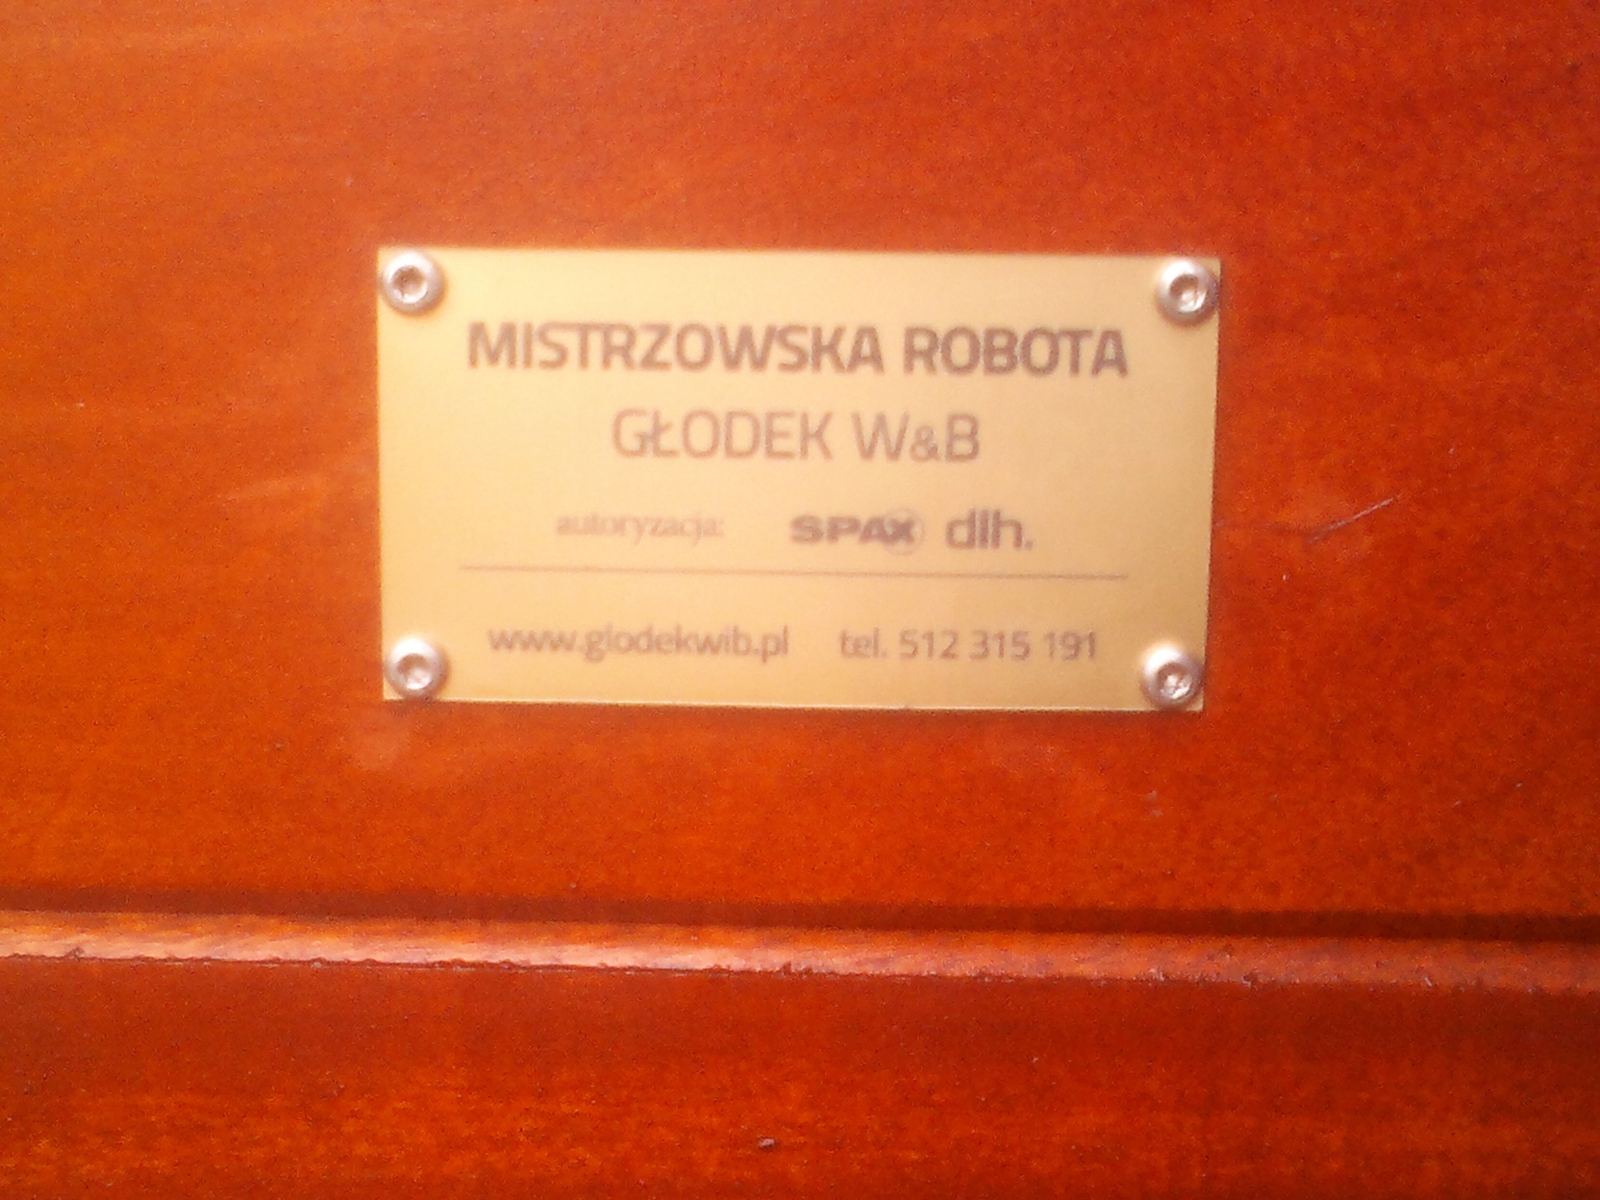 MISTRZOWSKA ROBOTA
GŁODEK W&B
autoryzacja: SPAX dlh.
www.glodekwib.pl tel. 512 315 191